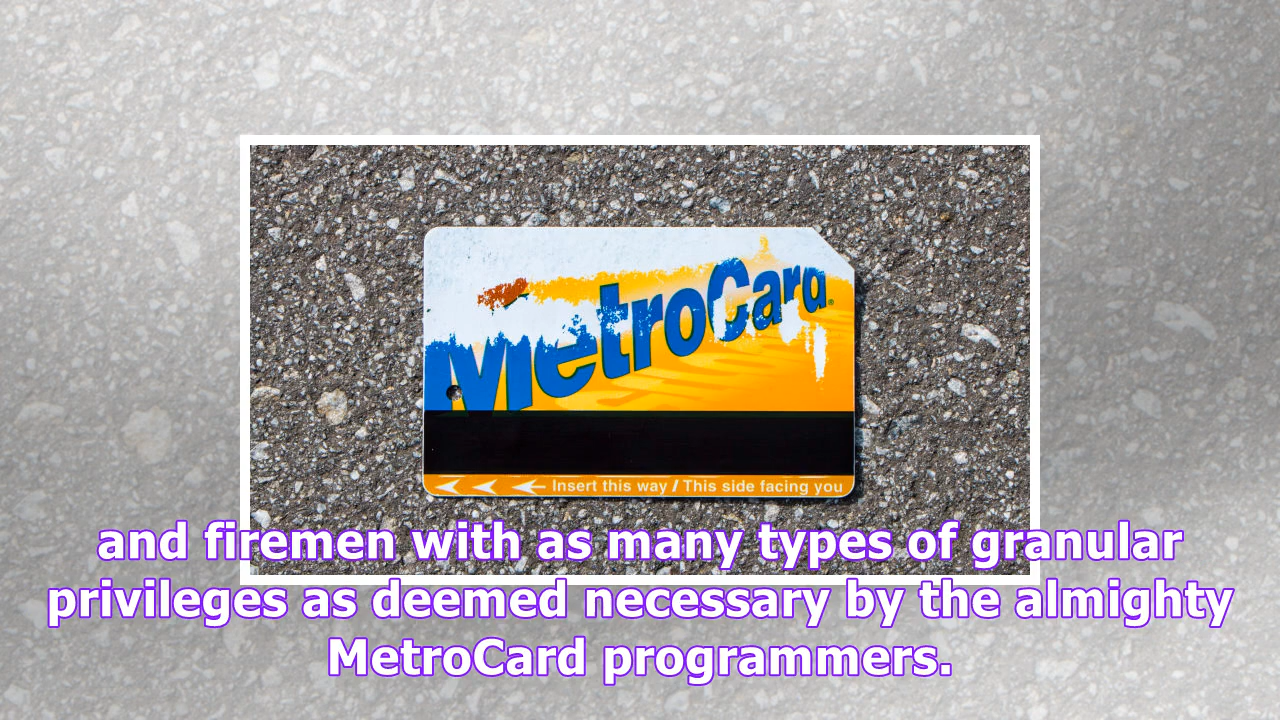 MetroCard®
Insert this way / This side facing you
and firemen with as many types of granular
privileges as deemed necessary by the almighty
MetroCard programmers.